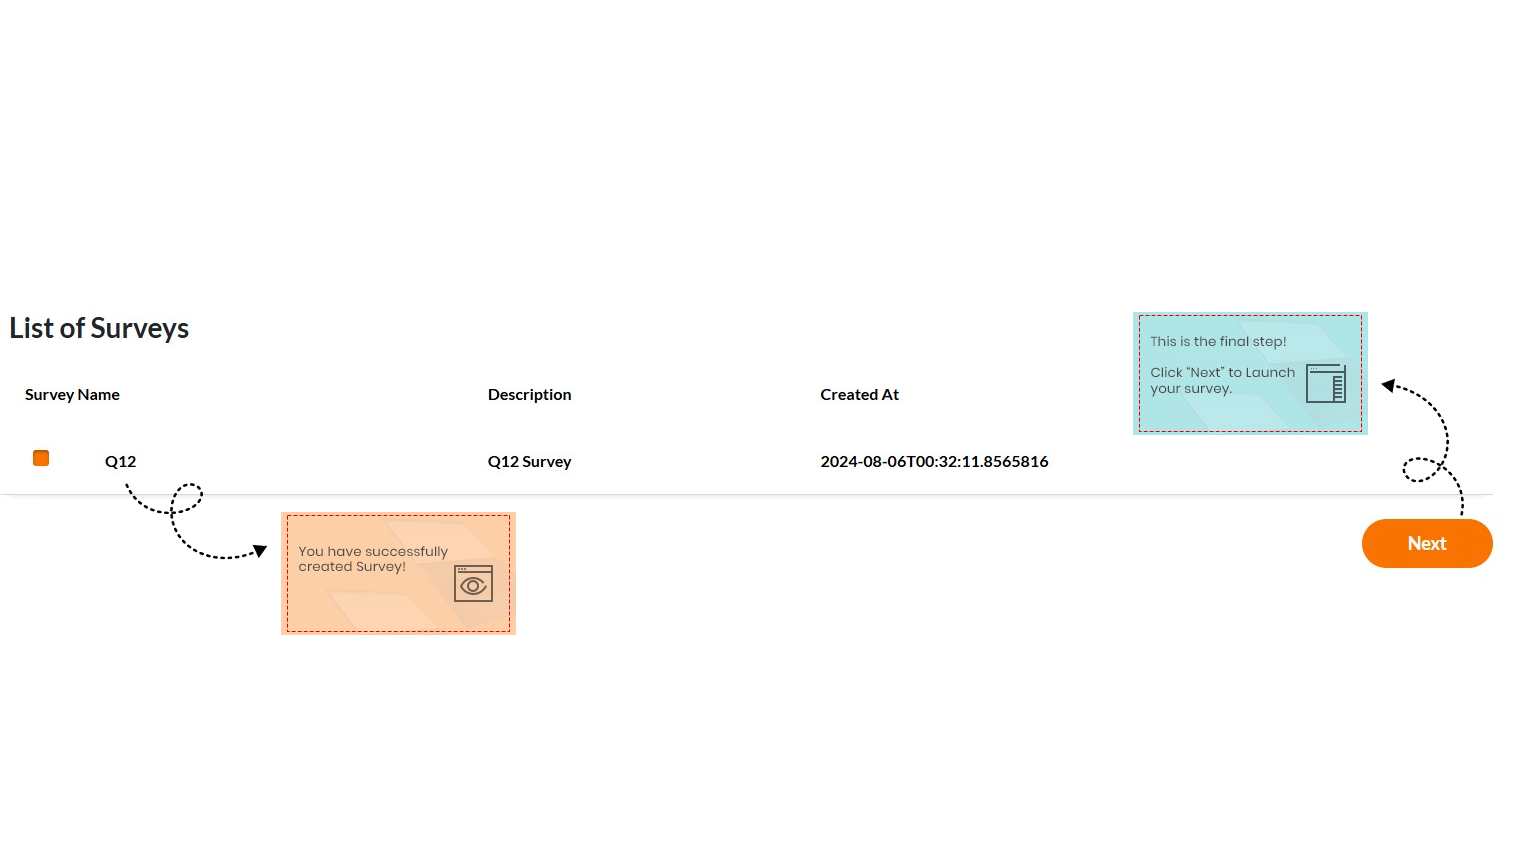 List of Surveys
This is the final step!
Click “Next” to Launch
your survey.
Survey Name Description Created At
Q12 Q12 Survey 2024-08-06T00:32:11.8565816
You have successfully
created Survey!
Next